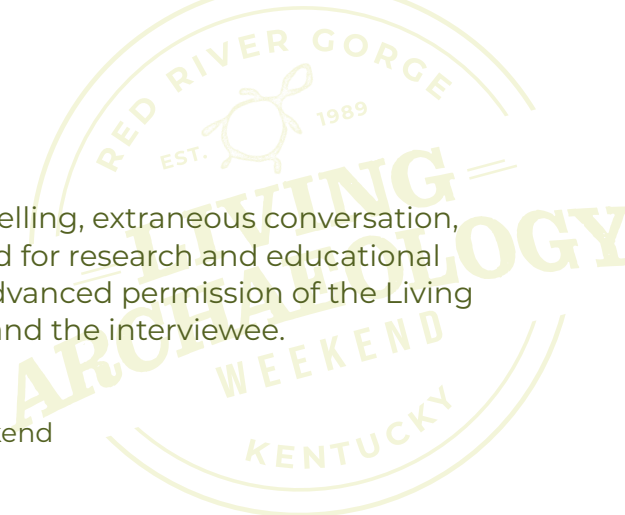 RED RIVER GORGE
EST. 1989
LIVING
ARCHAEOLOGY
WEEKEND
KENTUCKY
elling, extraneous conversation,
d for research and educational
dvanced permission of the Living
and the interviewee.
end